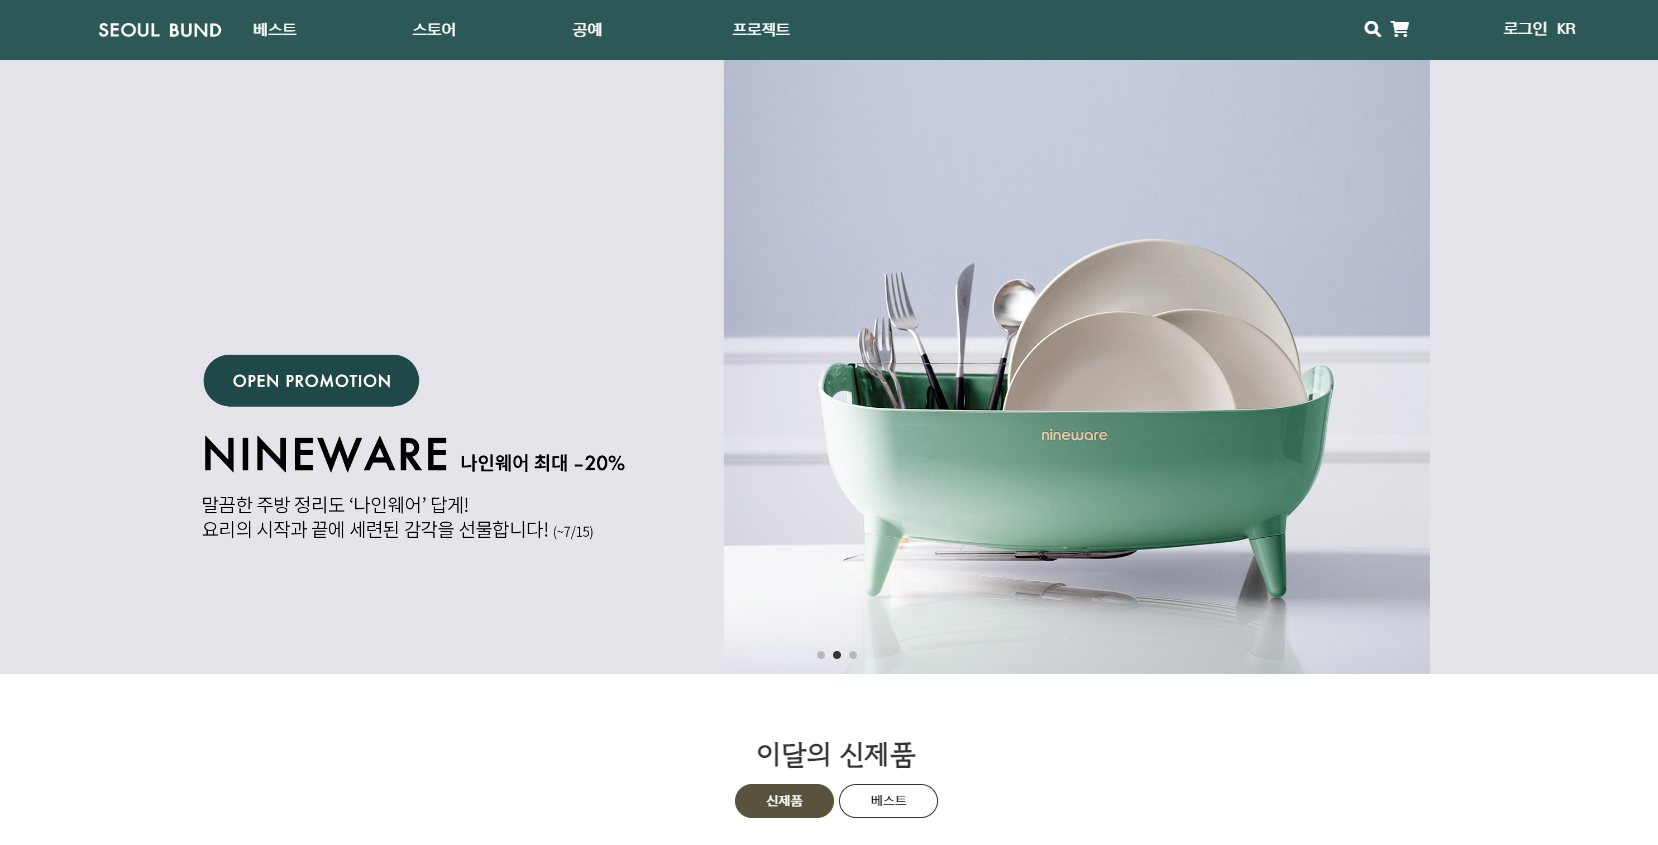 SEOUL BUND 베스트 스토어 공예 프로젝트 로그인 KR
OPEN PROMOTION
NINEWARE 나인웨어 최대 -20%
말끔한 주방 정리도 ‘나인웨어’ 답게!
요리의 시작과 끝에 세련된 감각을 선물합니다! (~7/15)
nineware
이달의 신제품
신제품 베스트